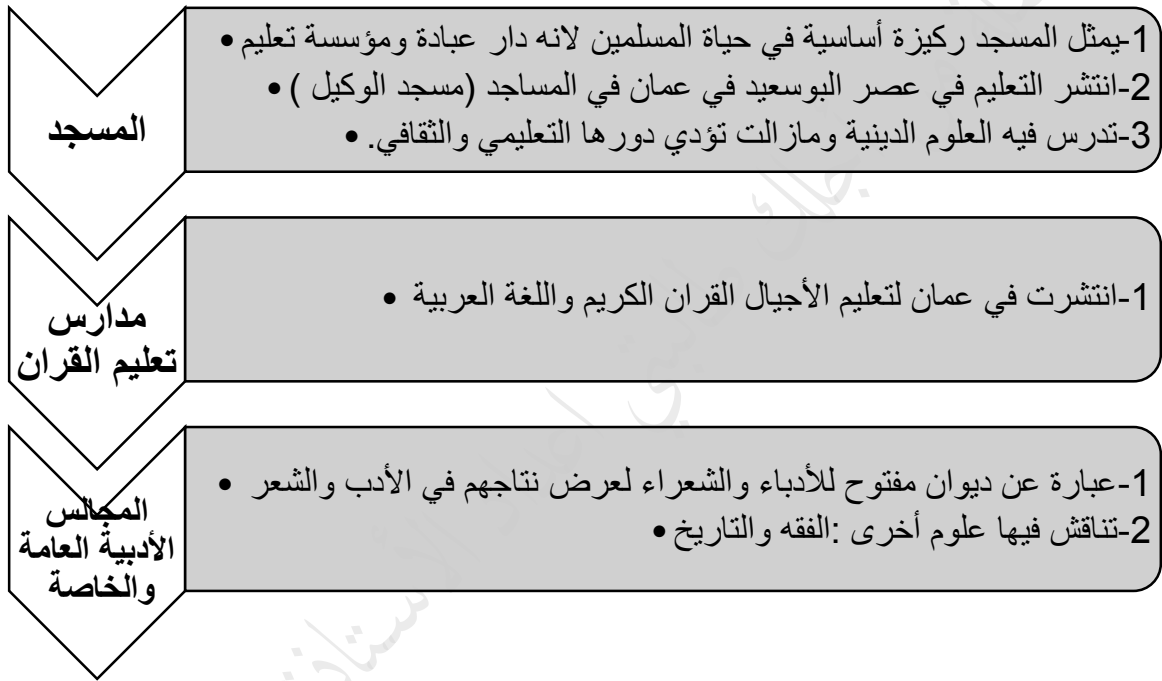 المسجد
1-يمثل المسجد ركيزة أساسية في حياة المسلمين لانه دار عبادة ومؤسسة تعليم •
2-انتشر التعليم في عصر البوسعيد في عمان في المساجد (مسجد الوكيل ) •
3-تدرس فيه العلوم الدينية ومازالت تؤدي دورها التعليمي والثقافي. •
مدارس
تعليم القران
1-انتشرت في عمان لتعليم الأجيال القران الكريم واللغة العربية •
المجالس
الأدبية العامة
والخاصة
1-عبارة عن ديوان مفتوح للأدباء والشعراء لعرض نتاجهم في الأدب والشعر •
2-تناقش فيها علوم أخرى :الفقه والتاريخ •